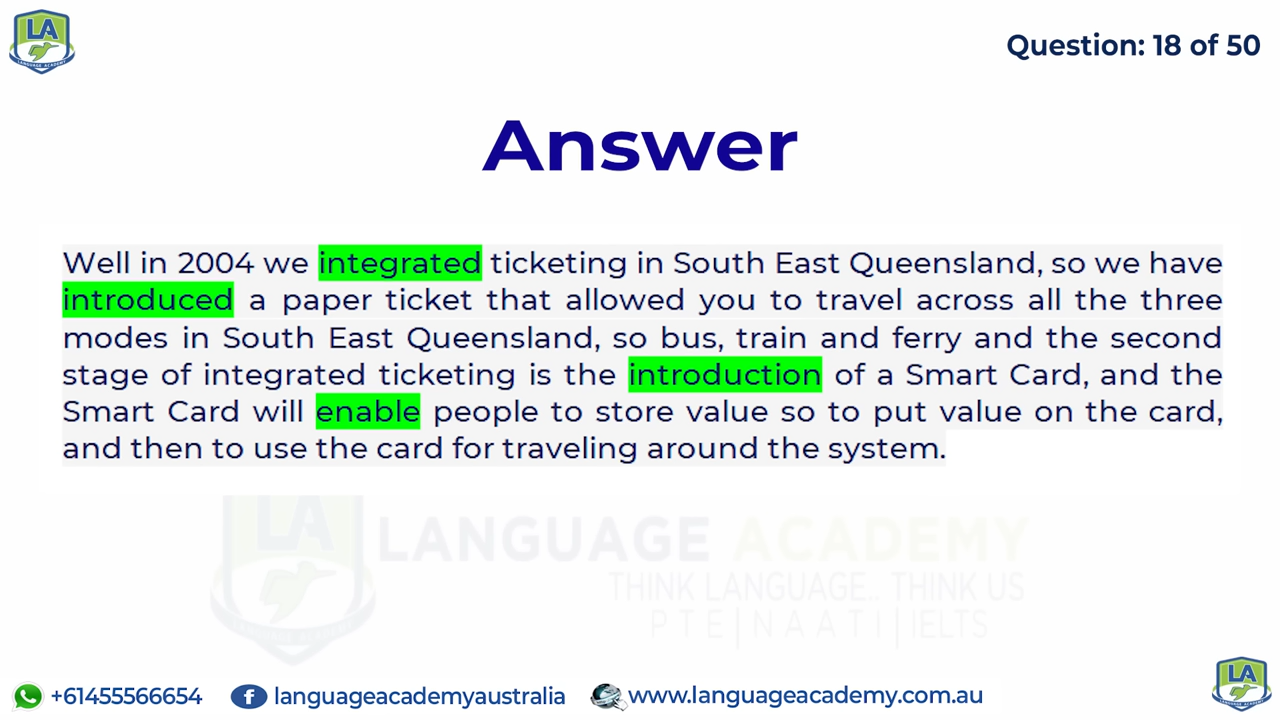 LA
LANGUAGE ACADEMY
Question: 18 of 50
Answer
Well in 2004 we integrated ticketing in South East Queensland, so we have
introduced a paper ticket that allowed you to travel across all the three
modes in South East Queensland, so bus, train and ferry and the second
stage of integrated ticketing is the introduction of a Smart Card, and the
Smart Card will enable people to store value so to put value on the card,
and then to use the card for traveling around the system.
LA
LANGUAGE ACADEMY
THINK LANGUAGE.. THINK US
PTE|NAATI|IELTS
+61455566654
languageacademyaustralia
www.languageacademy.com.au
LA